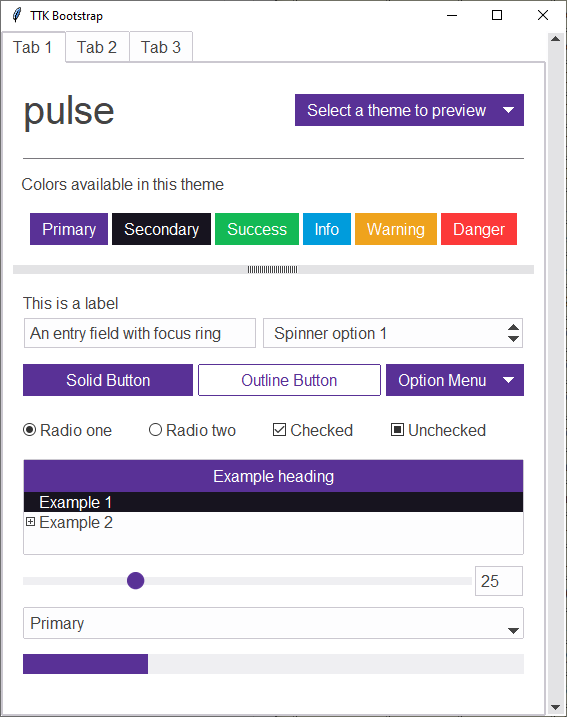 TTK Bootstrap
Tab 1 Tab 2 Tab 3
pulse
Select a theme to preview
Colors available in this theme
Primary Secondary Success Info Warning Danger
This is a label
An entry field with focus ring Spinner option 1
Solid Button Outline Button Option Menu
Radio one Radio two Checked Unchecked
Example heading
Example 1
Example 2
25
Primary